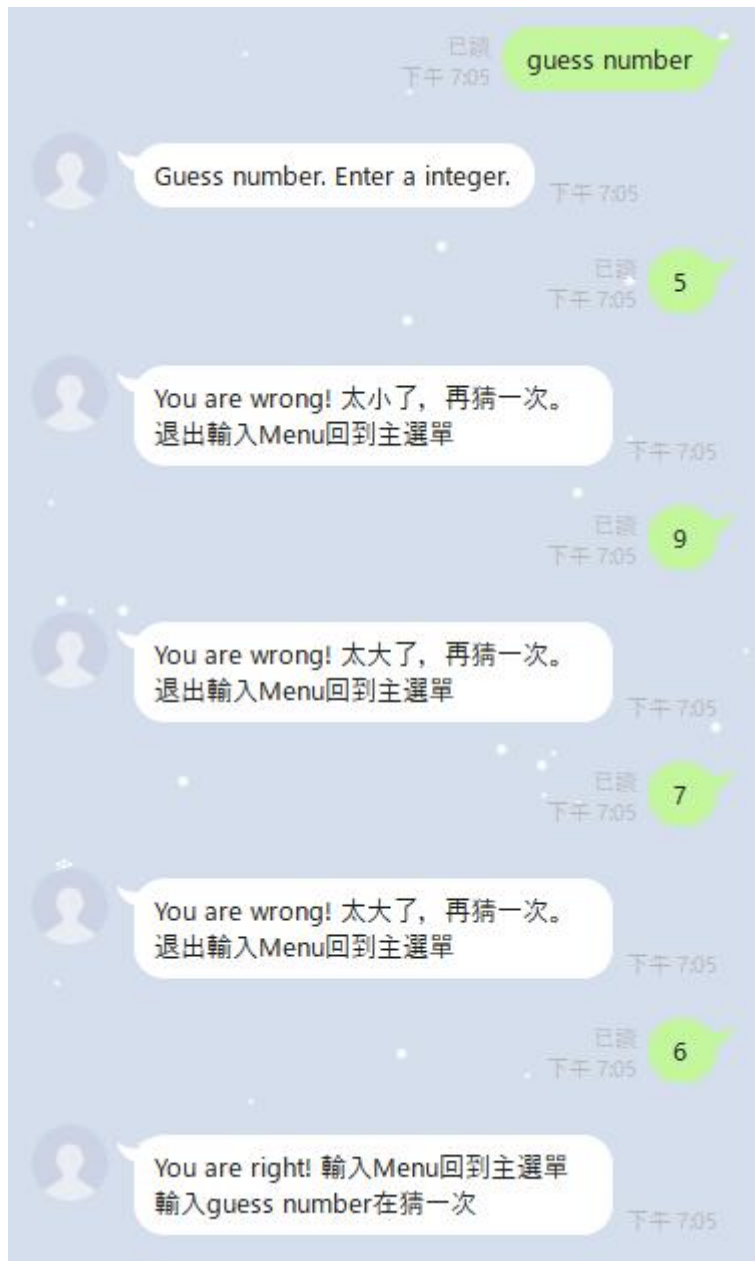 已讀
下午 7:05
guess number
Guess number. Enter a integer.
下午 7:05
已讀
下午 7:05
5
You are wrong! 太小了，再猜一次。
退出輸入Menu回到主選單
下午 7:05
已讀
下午 7:05
9
You are wrong! 太大了，再猜一次。
退出輸入Menu回到主選單
下午 7:05
已讀
下午 7:05
7
You are wrong! 太大了，再猜一次。
退出輸入Menu回到主選單
下午 7:05
已讀
下午 7:05
6
You are right! 輸入Menu回到主選單
輸入guess number在猜一次
下午 7:05